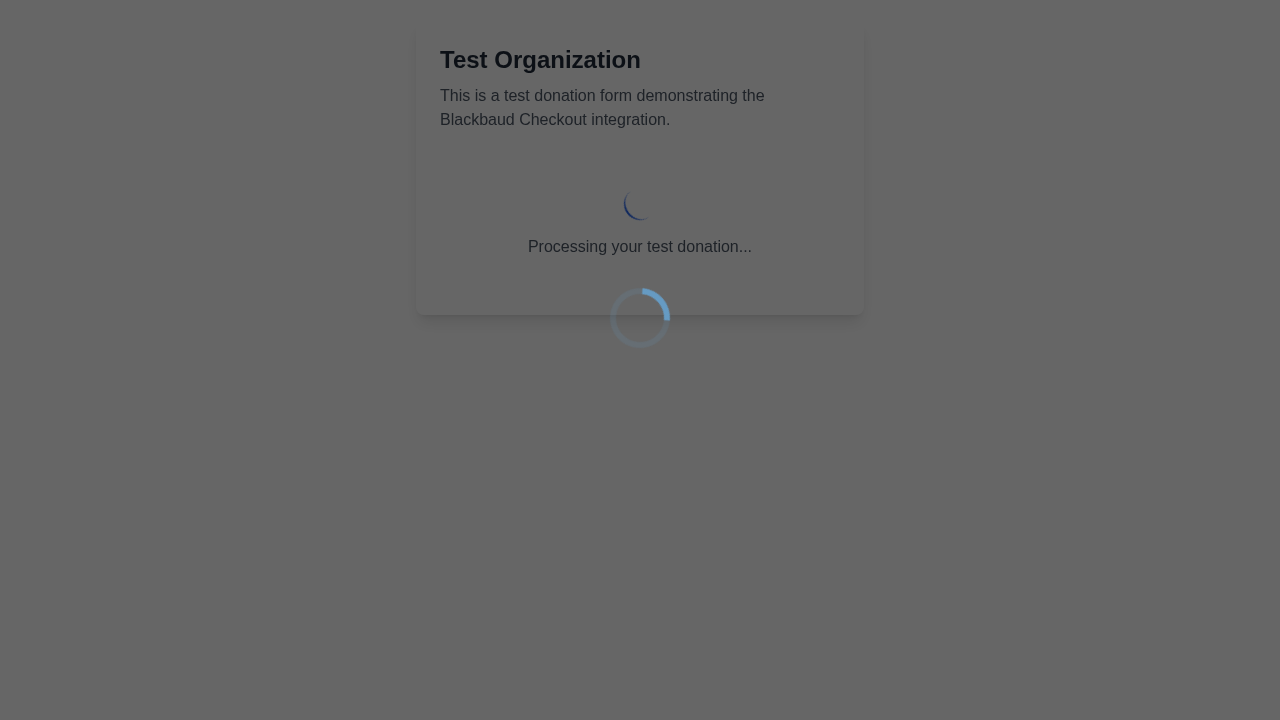 Test Organization
This is a test donation form demonstrating the
Blackbaud Checkout integration.
Processing your test donation...